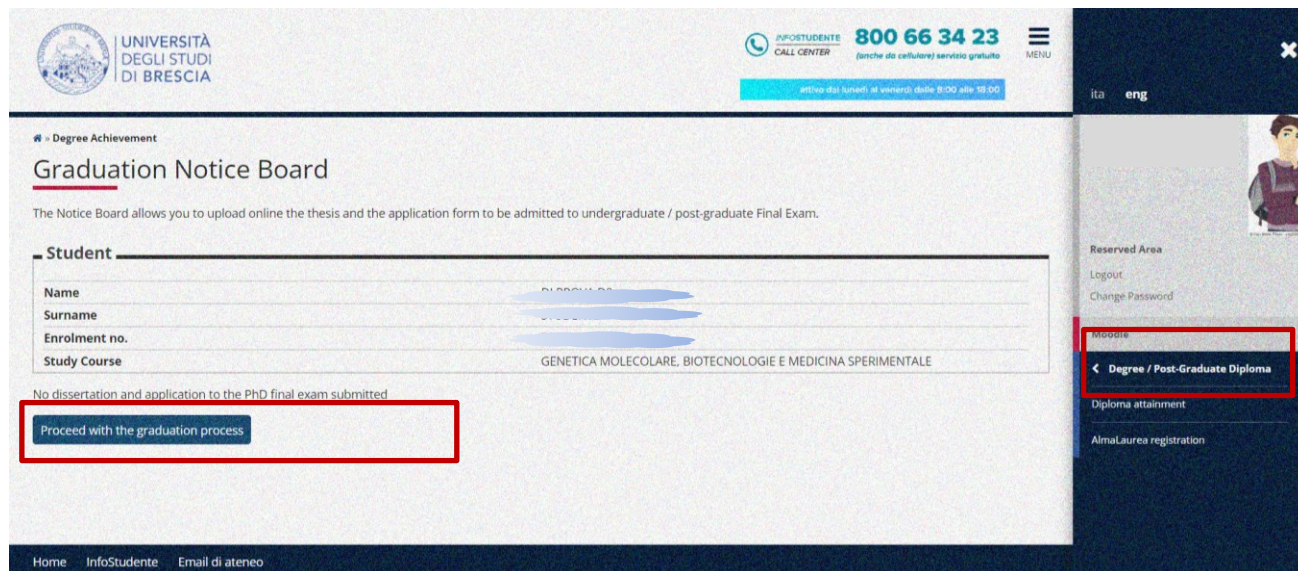 UNIVERSITÀ
DEGLI STUDI
DI BRESCIA
INFOSTUDENTE
CALL CENTER
800 66 34 23
(anche da cellulare) servizio gratuito
MENU
attivo dal lunedì al venerdì dalle 8:00 alle 18:00
ita eng
» Degree Achievement
Graduation Notice Board
The Notice Board allows you to upload online the thesis and the application form to be admitted to undergraduate / post-graduate Final Exam.
Student
Name
Surname
Enrolment no.
Study Course GENETICA MOLECOLARE, BIOTECNOLOGIE E MEDICINA SPERIMENTALE
No dissertation and application to the PhD final exam submitted
Proceed with the graduation process
Reserved Area
Logout
Change Password
Moodle
Degree / Post-Graduate Diploma
Diploma attainment
AlmaLaurea registration
Home InfoStudente Email di ateneo